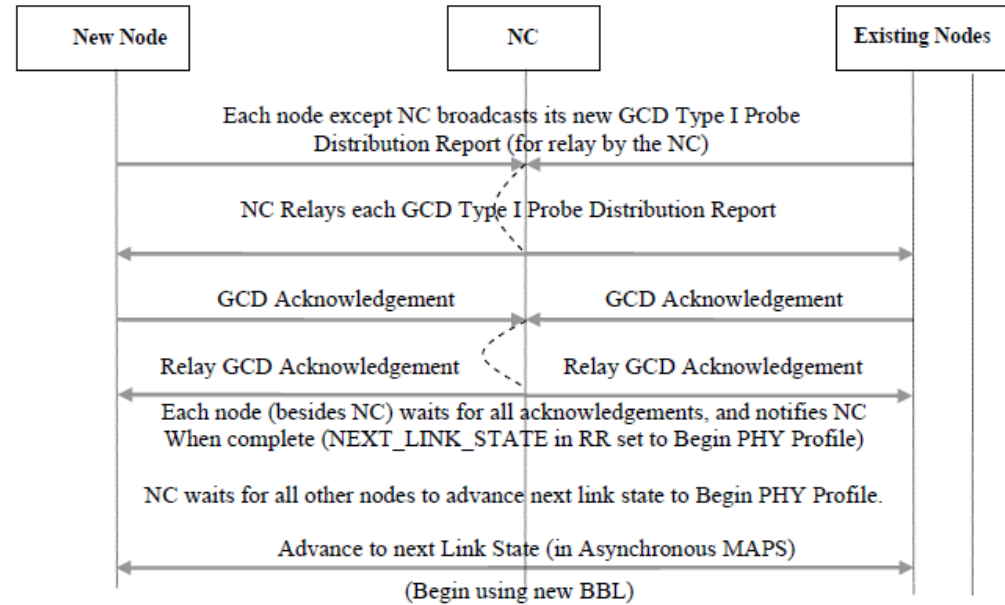 New Node
NC
Existing Nodes
Each node except NC broadcasts its new GCD Type I Probe
Distribution Report (for relay by the NC)
NC Relays each GCD Type I Probe Distribution Report
GCD Acknowledgement
GCD Acknowledgement
Relay GCD Acknowledgement
Relay GCD Acknowledgement
Each node (besides NC) waits for all acknowledgements, and notifies NC
When complete (NEXT_LINK_STATE in RR set to Begin PHY Profile)
NC waits for all other nodes to advance next link state to Begin PHY Profile.
Advance to next Link State (in Asynchronous MAPS)
(Begin using new BBL)